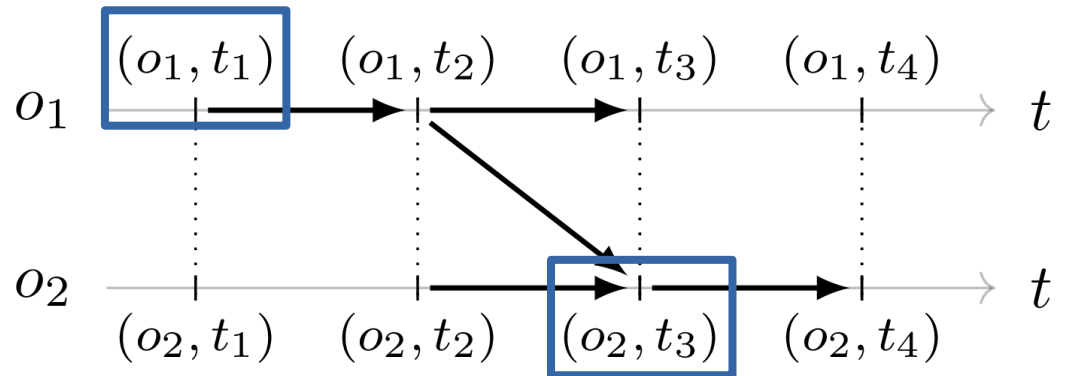 (o₁, t₁) (o₁, t₂) (o₁, t₃) (o₁, t₄)
o₁ t
o₂ t
(o₂, t₁) (o₂, t₂) (o₂, t₃) (o₂, t₄)